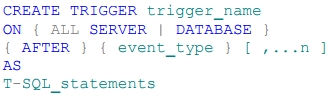 CREATE TRIGGER trigger_name
ON { ALL SERVER | DATABASE }
{ AFTER } { event_type } [ ,...n ]
AS
T-SQL_statements